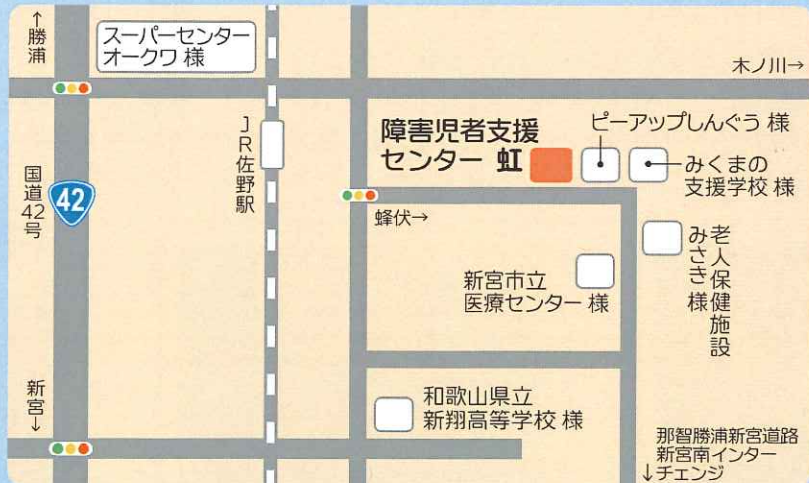 ↑勝浦
スーパーセンター
オークワ 様
木ノ川→
JR佐野駅
障害児者支援
センター 虹
ピーアップしんぐう 様
みくまの
支援学校 様
国道42号
42
蜂伏→
老人保健施設
みさき 様
新宮市立
医療センター 様
新宮↓
和歌山県立
新翔高等学校 様
那智勝浦新宮道路
新宮南インター
↓チェンジ